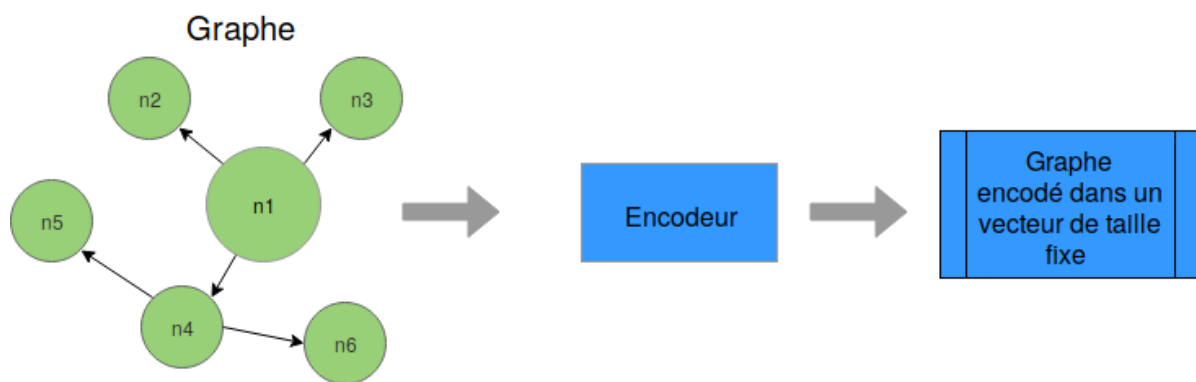 Graphe
n2
n3
n1
n5
n4
n6
Encodeur
Graphe
encodé dans un
vecteur de taille
fixe